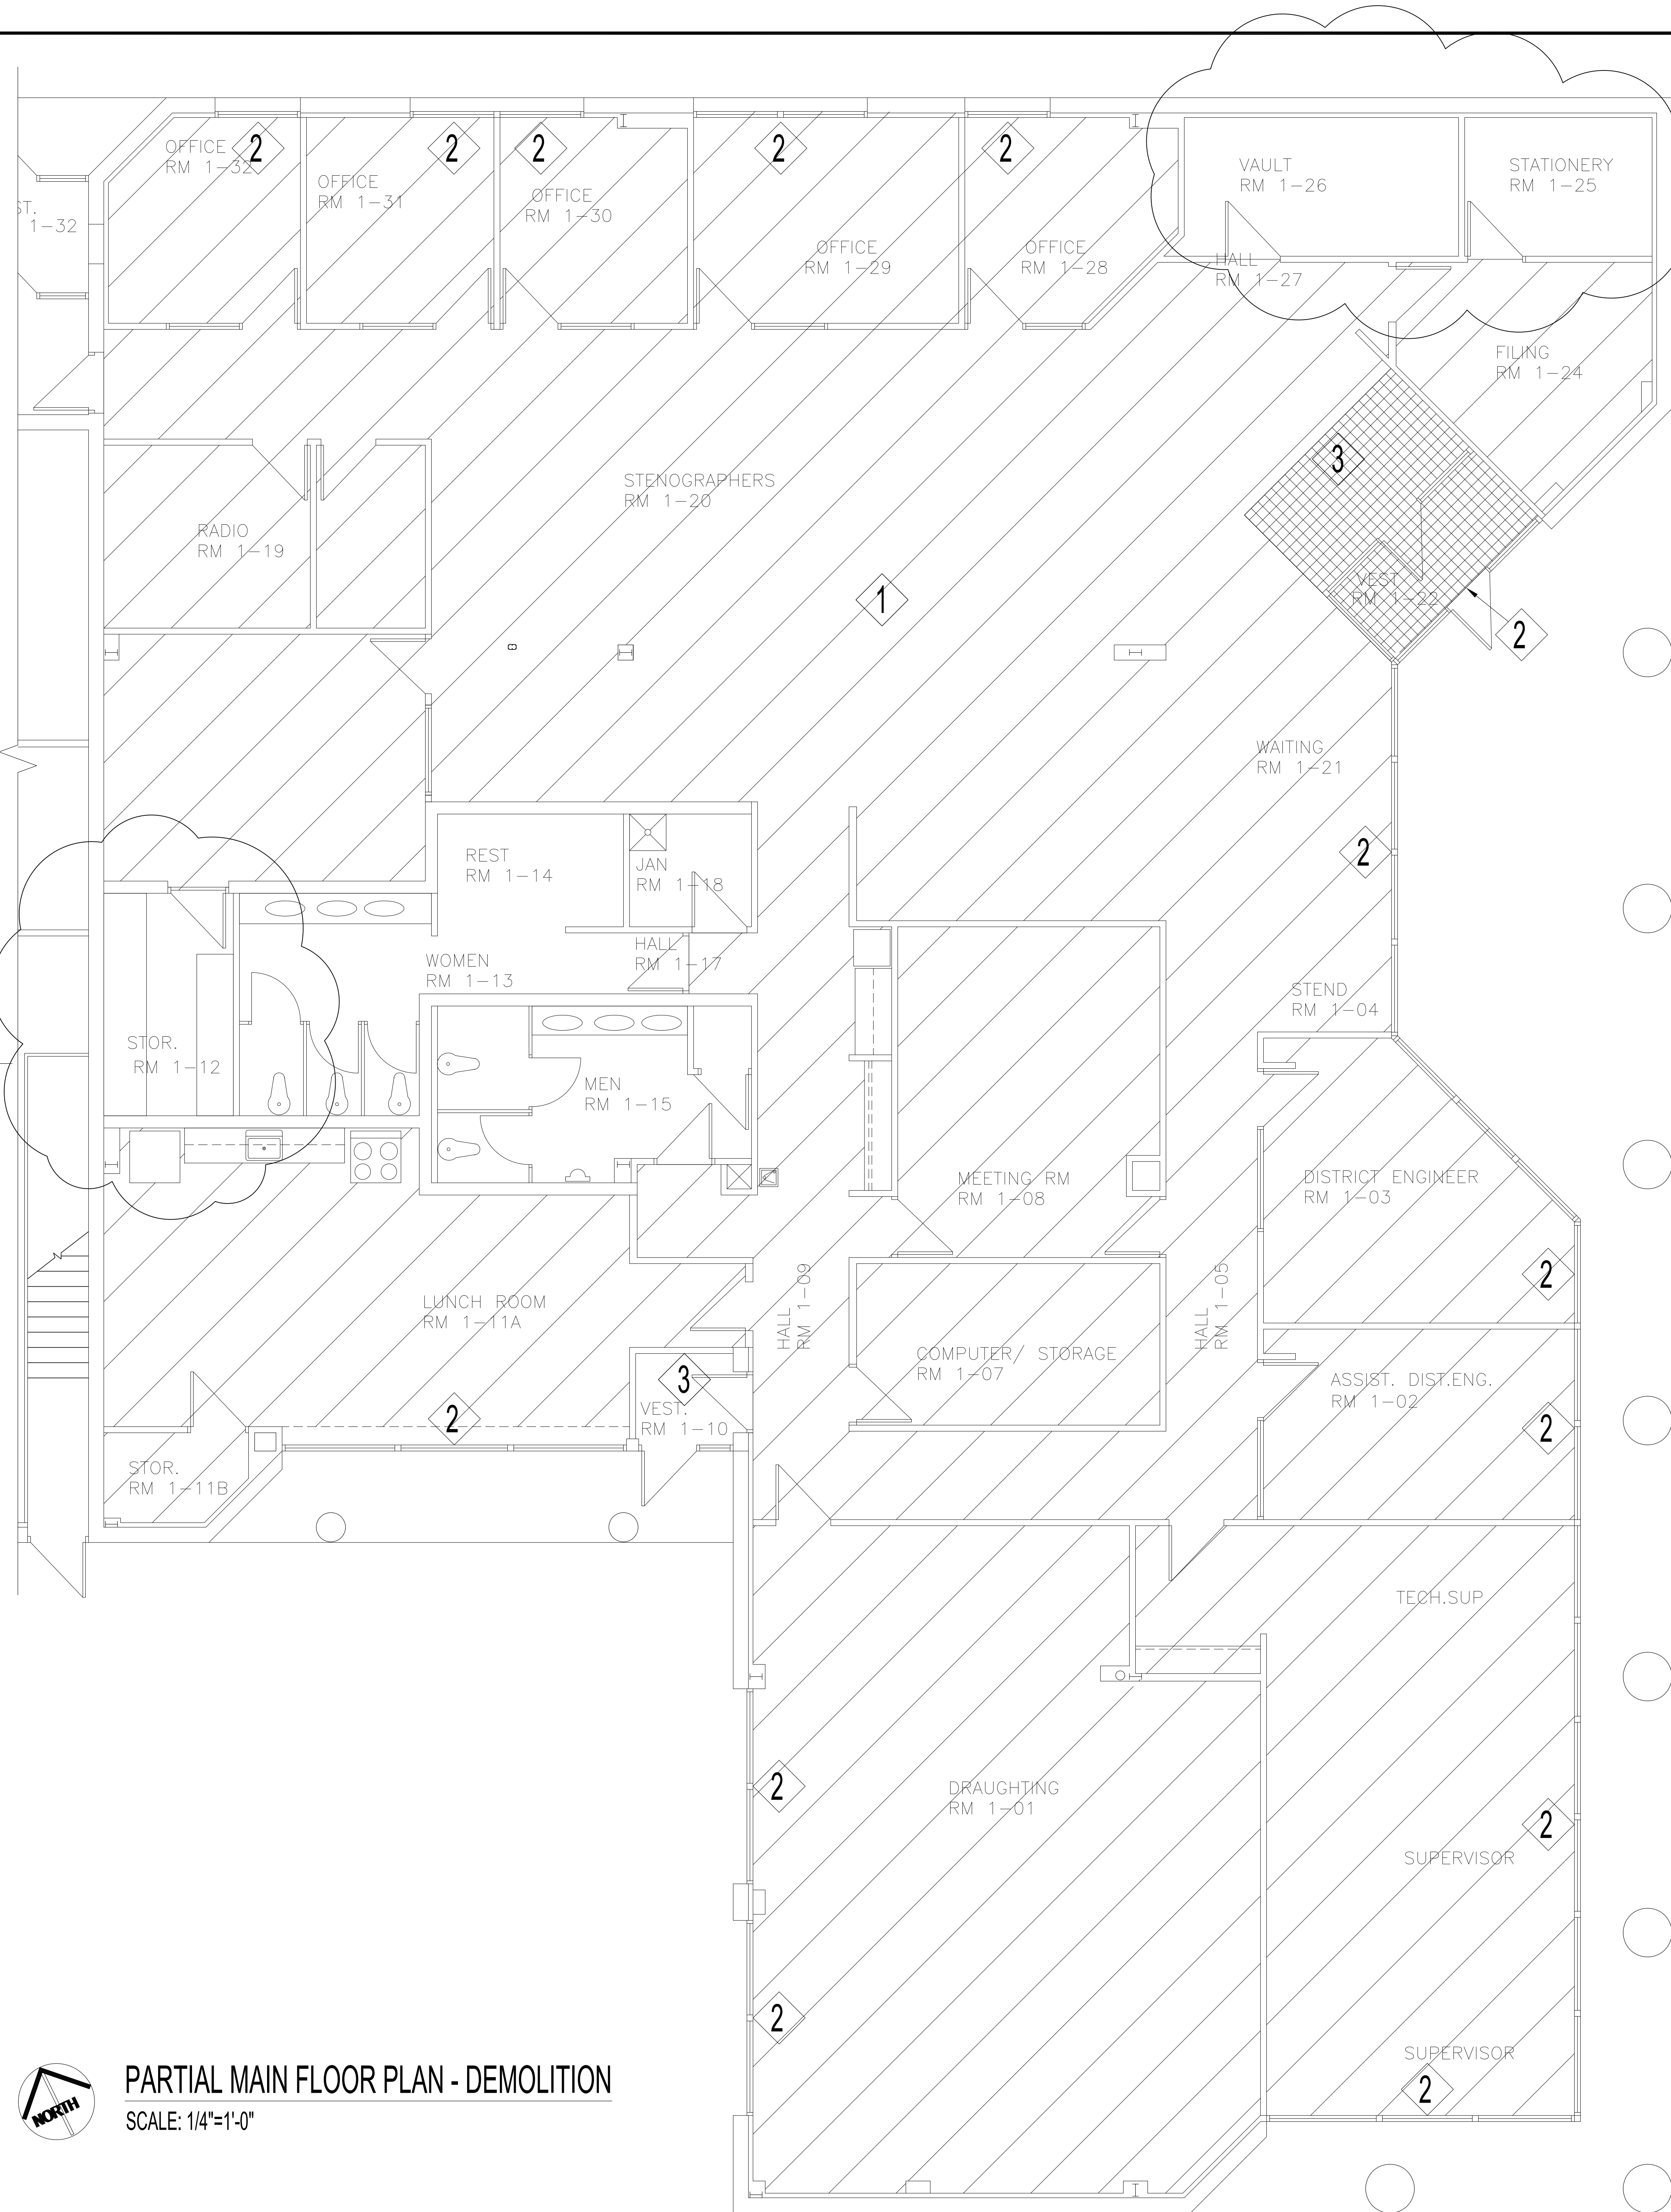 OFFICE
RM 1-32
2
OFFICE
RM 1-31
2
2
OFFICE
RM 1-30
2
OFFICE
RM 1-29
2
OFFICE
RM 1-28
VAULT
RM 1-26
STATIONERY
RM 1-25
1-32
HALL
RM 1-27
FILING
RM 1-24
3
STENOGRAPHERS
RM 1-20
RADIO
RM 1-19
1
VEST
RM 1-22
2
WAITING
RM 1-21
2
REST
RM 1-14
JAN
RM 1-18
HALL
RM 1-17
WOMEN
RM 1-13
STEND
RM 1-04
STOR.
RM 1-12
MEN
RM 1-15
MEETING RM
RM 1-08
DISTRICT ENGINEER
RM 1-03
2
LUNCH ROOM
RM 1-11A
HALL
RM 1-09
HALL
RM 1-05
COMPUTER/ STORAGE
RM 1-07
3
VEST.
RM 1-10
2
ASSIST. DIST.ENG.
RM 1-02
2
STOR.
RM 1-11B
TECH.SUP
2
DRAUGHTING
RM 1-01
2
SUPERVISOR
2
SUPERVISOR
2
NORTH
PARTIAL MAIN FLOOR PLAN - DEMOLITION
SCALE: 1/4"=1'-0"